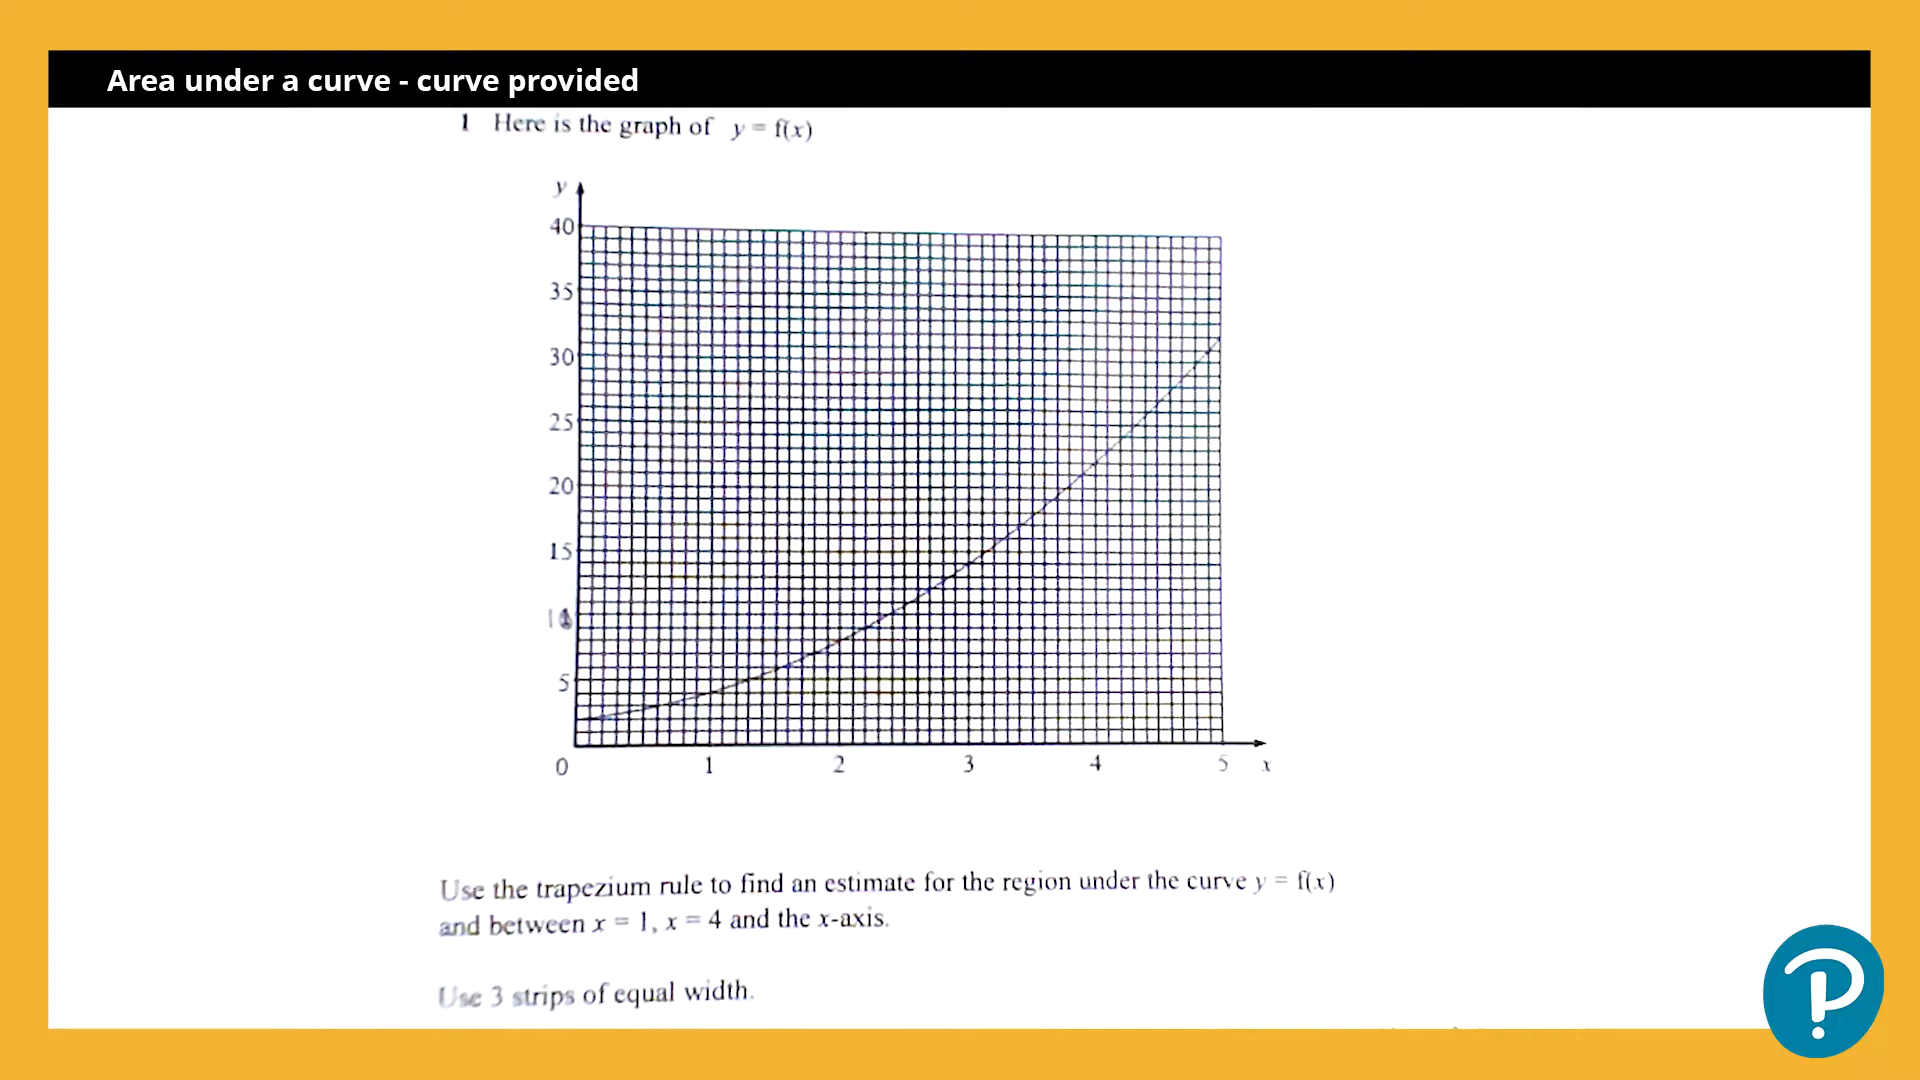 Area under a curve - curve provided
1 Here is the graph of y = f(x)
y
40
35
30
25
20
15
5
0 1 2 3 4 5 x
Use the trapezium rule to find an estimate for the region under the curve y = f(x)
and between x = 1, x = 4 and the x-axis.
Use 3 strips of equal width.